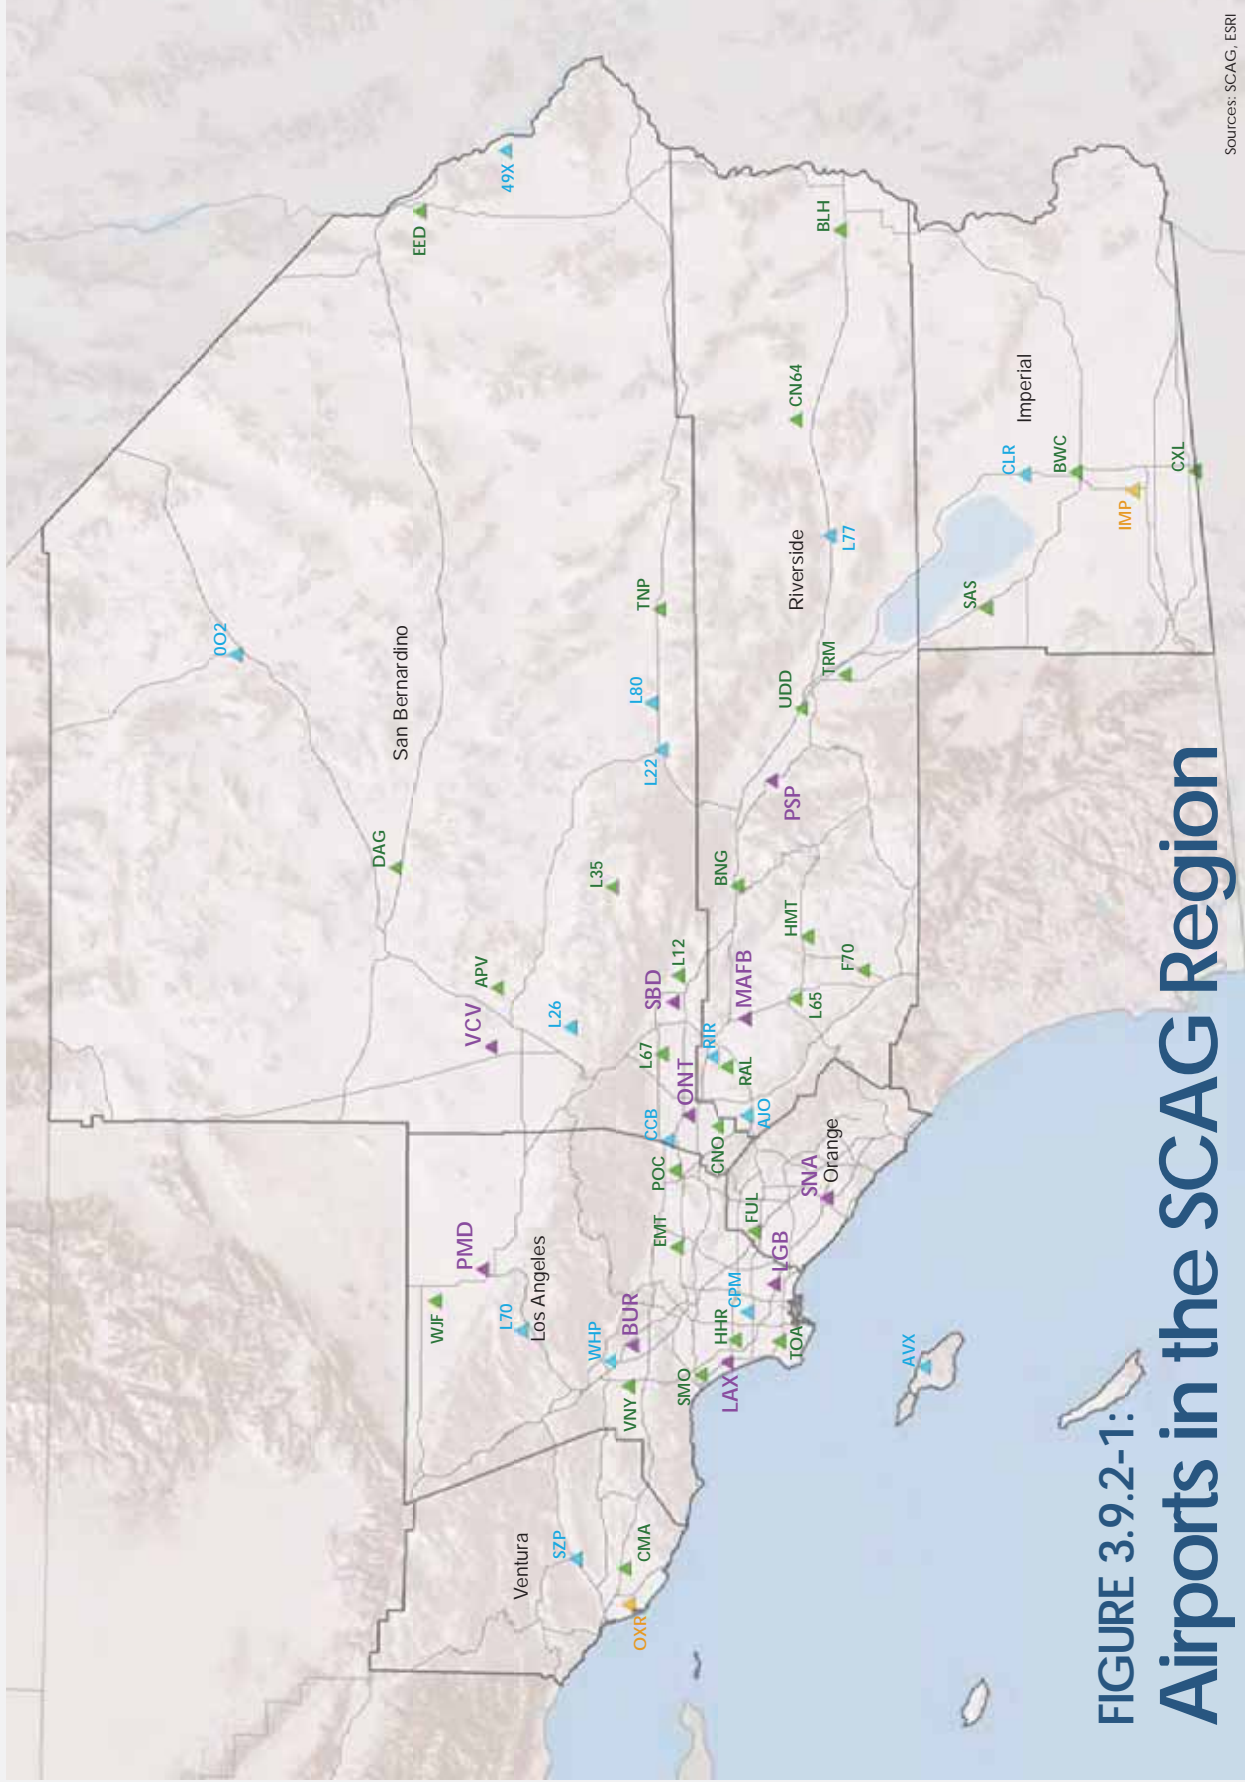 0O2
San Bernardino
DAG
EED
49X
VCV
APV
L26
L35
L22
L80
TNP
L67
SBD
L12
CCB
ONT
PMD
WJF
L70
Los Angeles
WHP
BUR
VNY
EMT
POC
CNO
SMO
LAX
HHR
CPM
TOA
LGB
FUL
SNA
Orange
Ventura
SZP
CMA
OXR
AVX
RIR
RAL
AJO
MAFB
BNG
PSP
HMT
L65
F70
UDD
TRM
Riverside
L77
CN64
BLH
SAS
CLR
Imperial
BWC
IMP
CXL
FIGURE 3.9.2-1:
Airports in the SCAG Region
Sources: SCAG, ESRI